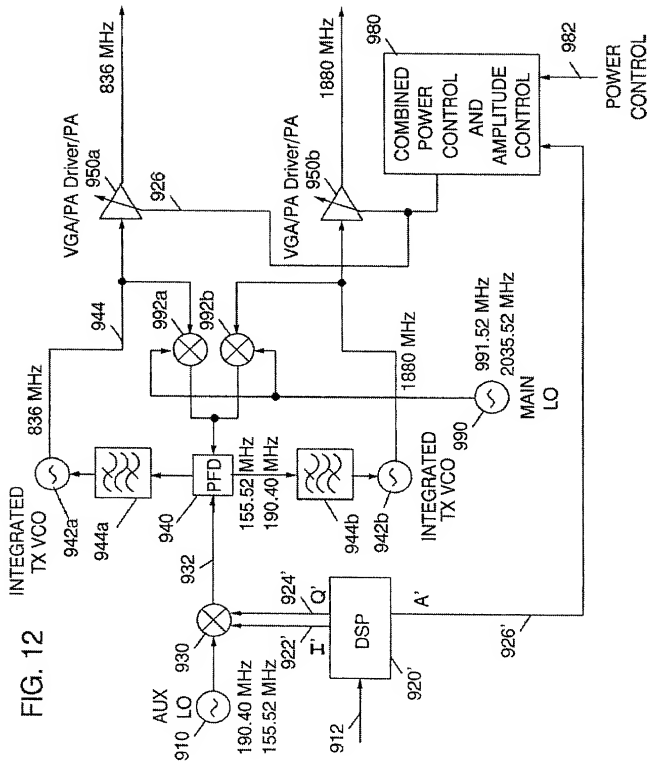 FIG. 12
INTEGRATED
TX VCO
942a
836 MHz
944
VGA/PA Driver/PA
950a
836 MHz
944a
992a
926
992b
VGA/PA Driver/PA
950b
1880 MHz
AUX
LO
910
190.40 MHz
155.52 MHz
930
932
940
PFD
155.52 MHz
190.40 MHz
944b
942b
INTEGRATED
TX VCO
1880 MHz
990
991.52 MHz
2035.52 MHz
MAIN
LO
980
COMBINED
POWER
CONTROL
AND
AMPLITUDE
CONTROL
982
POWER
CONTROL
912
I'
922'
Q'
924'
DSP
920'
A'
926'